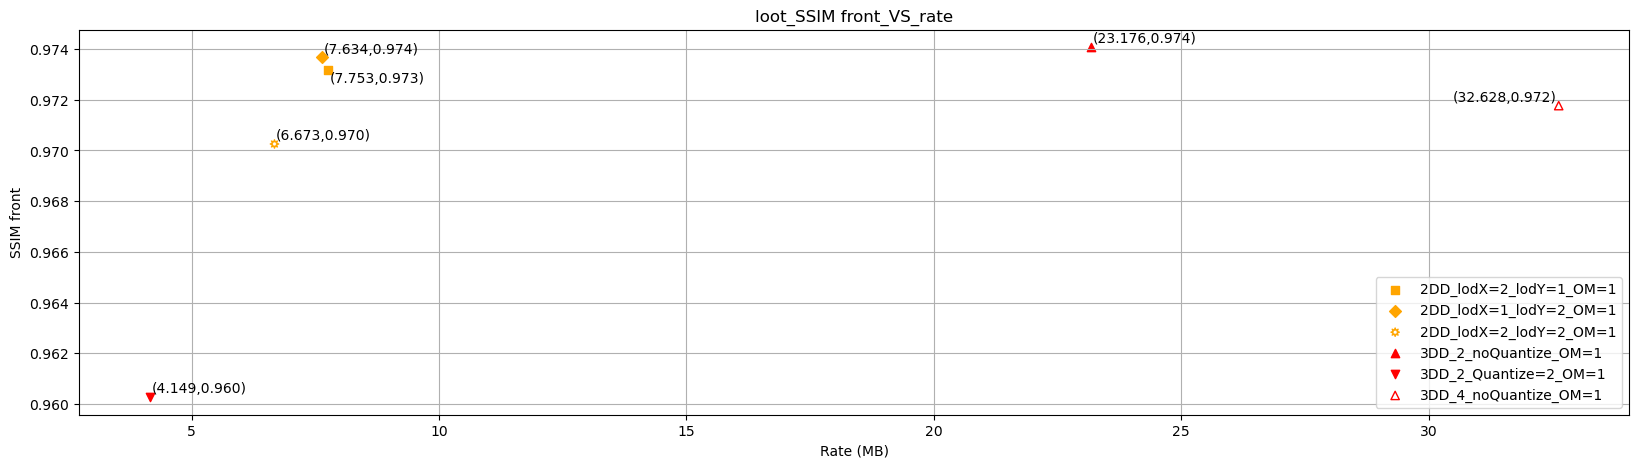 loot_SSIM front_VS_rate
SSIM front
0.974
0.972
0.970
0.968
0.966
0.964
0.962
0.960
(7.634,0.974)
(7.753,0.973)
(6.673,0.970)
(4.149,0.960)
(23.176,0.974)
(32.628,0.972)
2DD_lodX=2_lodY=1_OM=1
2DD_lodX=1_lodY=2_OM=1
2DD_lodX=2_lodY=2_OM=1
3DD_2_noQuantize_OM=1
3DD_2_Quantize=2_OM=1
3DD_4_noQuantize_OM=1
5 10 15 20 25 30
Rate (MB)